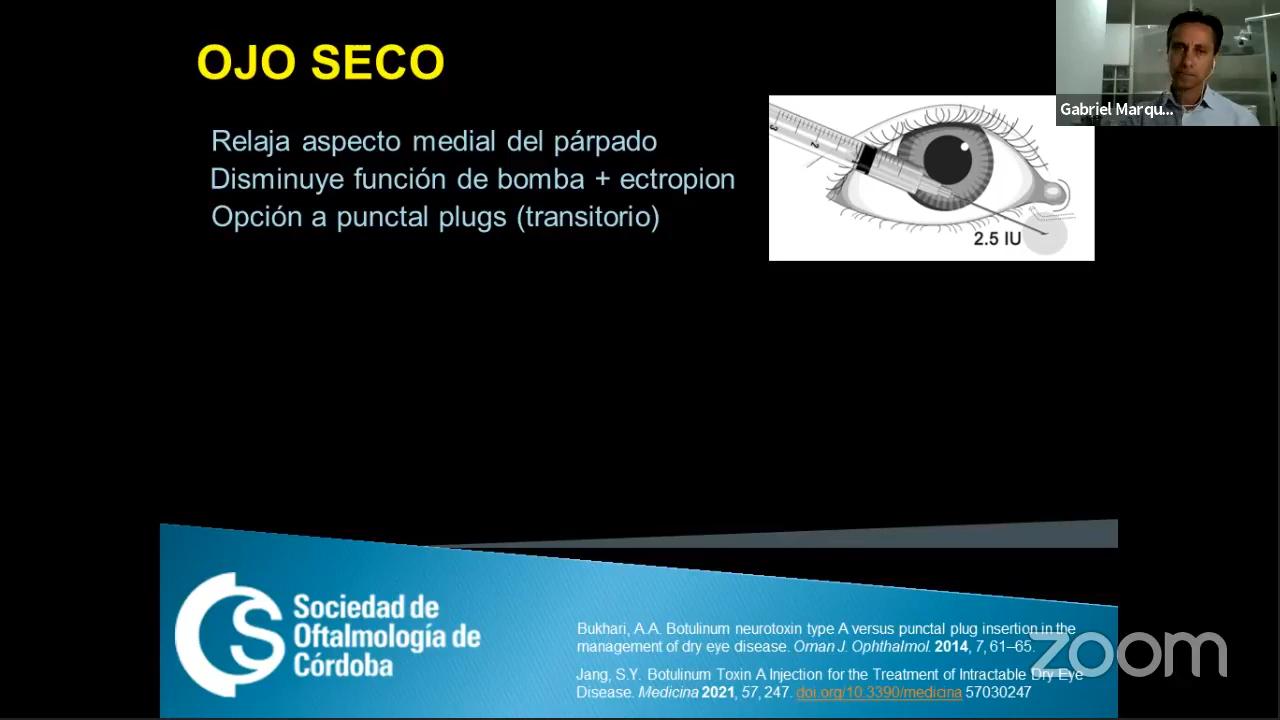 OJO SECO
Relaja aspecto medial del párpado
Disminuye función de bomba + ectropion
Opción a punctal plugs (transitorio)
3
2
2.5 IU
Gabriel Marqu...
CS
Sociedad de
Oftalmología de
Córdoba
Bukhari, A.A. Botulinum neurotoxin type A versus punctal plug insertion in the
management of dry eye disease. Oman J. Ophthalmol. 2014, 7, 61–65.
Jang, S.Y. Botulinum Toxin A Injection for the Treatment of Intractable Dry Eye
Disease. Medicina 2021, 57, 247. doi.org/10.3390/medicina 57030247
zoom